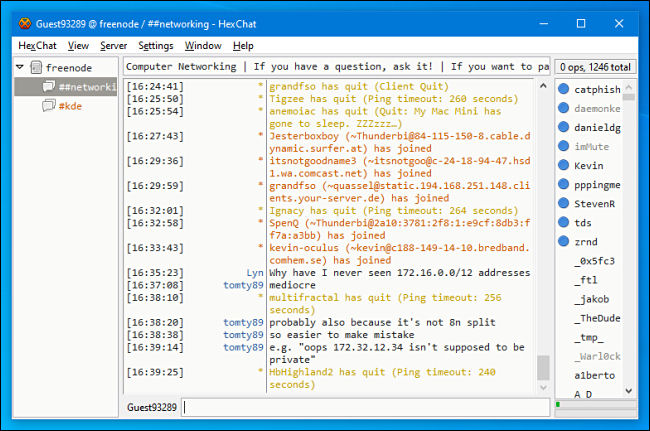 Guest93289 @ freenode / ##networking - HexChat
HexChat View Server Settings Window Help
freenode
##networki
#kde
Computer Networking | If you have a question, ask it! | If you want to pa
0 ops, 1246 total
[16:24:41] * grandfso has quit (Client Quit)
[16:25:50] * Tigzee has quit (Ping timeout: 260 seconds)
[16:25:54] * anemoiac has quit (Quit: My Mac Mini has
gone to sleep. ZZZzzz…)
[16:27:43] * Jesterboxboy (~Thunderbi@84-115-150-8.cable.d
ynamic.surfer.at) has joined
[16:29:36] * itsnotgoodname3 (~itsnotgoo@c-24-18-94-47.hsd
1.wa.comcast.net) has joined
[16:29:59] * grandfso (~quassel@static.194.168.251.148.cli
ents.your-server.de) has joined
[16:32:01] * Ignacy has quit (Ping timeout: 264 seconds)
[16:32:58] * SpenQ (~Thunderbi@2a10:3781:2f8:1:e9cf:8db3:f
f7a:a3bb) has joined
[16:33:43] * kevin-oculus (~kevin@c188-149-14-10.bredband.
comhem.se) has joined
[16:35:23] Lyn Why have I never seen 172.16.0.0/12 addresses
[16:37:08] tomty89 mediocre
[16:38:10] * multifractal has quit (Ping timeout: 256
seconds)
[16:38:20] tomty89 probably also because it's not 8n split
[16:38:38] tomty89 so easier to make mistake
[16:39:14] tomty89 e.g. "oops 172.32.12.34 isn't supposed to be
private"
[16:39:25] * HbHighland2 has quit (Ping timeout: 240
seconds)
Guest93289
catphish
daemonke
danieldg
imMute
Kevin
pppingme
StevenR
tds
zrnd
_0x5fc3
_ftl
_jakob
_TheDude
_tmp_
_Warl0ck
a1berto
A_D